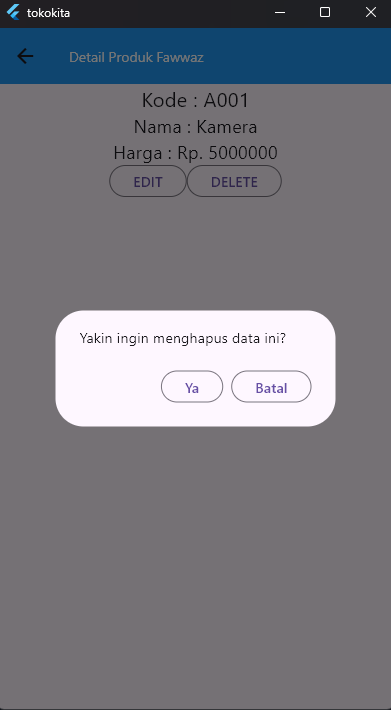 tokokita
Detail Produk Fawwaz
Kode : A001
Nama : Kamera
Harga : Rp. 5000000
EDIT DELETE
Yakin ingin menghapus data ini?
Ya Batal